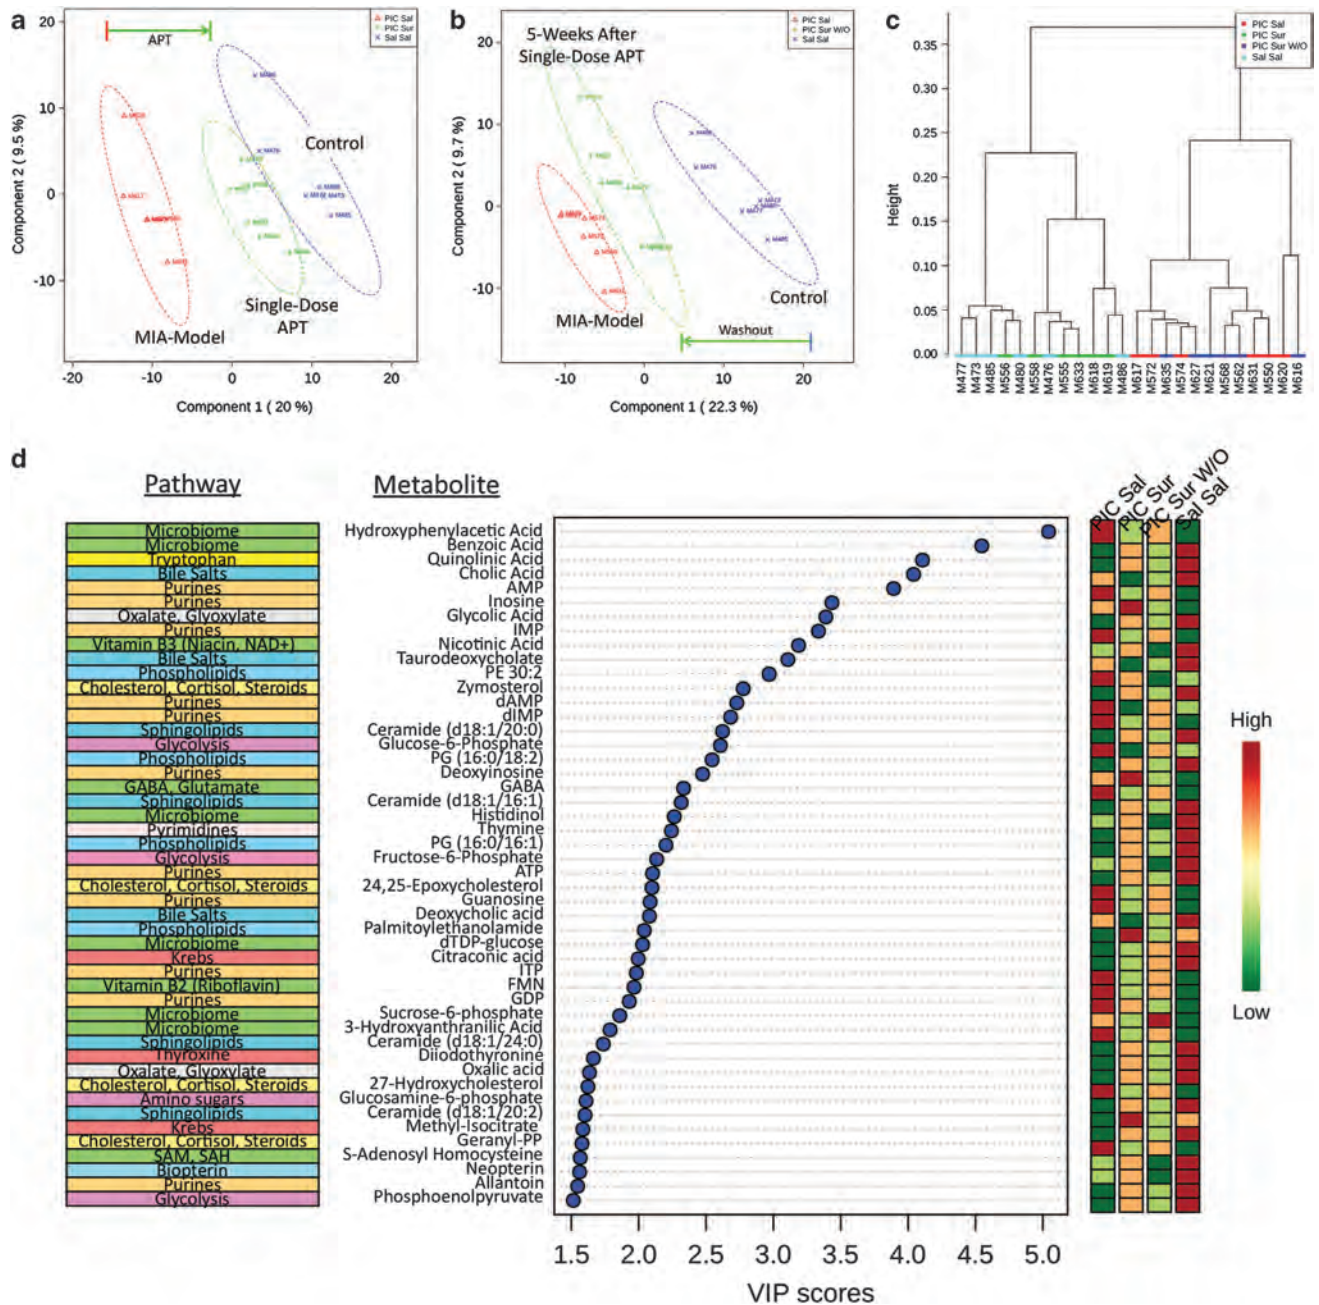 a
APT
PIC Sal
PIC Sur
Sal Sal
Control
Single-Dose
APT
MIA-Model
20
10
0
-10
-20
-10
0
10
20
Component 2 ( 9.5 %)
Component 1 ( 20 %)
b
5-Weeks After
Single-Dose APT
PIC Sal
PIC Sur W/O
Sal Sal
MIA-Model
Control
Washout
20
10
0
-10
-10
0
10
20
Component 2 ( 9.7 %)
Component 1 ( 22.3 %)
c
PIC Sal
PIC Sur
PIC Sur W/O
Sal Sal
Height
0.35
0.30
0.25
0.20
0.15
0.10
0.05
0.00
M477
M473
M485
M556
M480
M558
M476
M555
M633
M618
M619
M486
M617
M572
M635
M574
M627
M621
M568
M562
M631
M550
M620
M616
d
Pathway Metabolite
PIC Sal
PIC Sur
PIC Sur W/O
Sal Sal
Microbiome Hydroxyphenylacetic Acid
Microbiome Benzoic Acid
Tryptophan Quinolinic Acid
Bile Salts Cholic Acid
Purines AMP
Purines Inosine
Oxalate, Glyoxylate Glycolic Acid
Purines IMP
Vitamin B3 (Niacin, NAD+) Nicotinic Acid
Bile Salts Taurodeoxycholate
Phospholipids PE 30:2
Cholesterol, Cortisol, Steroids Zymosterol
Purines dAMP
Purines dIMP
Sphingolipids Ceramide (d18:1/20:0)
Glycolysis Glucose-6-Phosphate
Phospholipids PG (16:0/18:2)
Purines Deoxyinosine
GABA, Glutamate GABA
Sphingolipids Ceramide (d18:1/16:1)
Microbiome Histidinol
Pyrimidines Thymine
Phospholipids PG (16:0/16:1)
Glycolysis Fructose-6-Phosphate
Purines ATP
Cholesterol, Cortisol, Steroids 24,25-Epoxycholesterol
Purines Guanosine
Bile Salts Deoxycholic acid
Phospholipids Palmitoylethanolamide
Microbiome dTDP-glucose
Krebs Citraconic acid
Purines ITP
Vitamin B2 (Riboflavin) FMN
Purines GDP
Microbiome Sucrose-6-phosphate
Microbiome 3-Hydroxyanthranilic Acid
Sphingolipids Ceramide (d18:1/24:0)
Thyroxine Diiodothyronine
Oxalate, Glyoxylate Oxalic acid
Cholesterol, Cortisol, Steroids 27-Hydroxycholesterol
Amino sugars Glucosamine-6-phosphate
Sphingolipids Ceramide (d18:1/20:2)
Krebs Methyl-Isocitrate
Cholesterol, Cortisol, Steroids Geranyl-PP
SAM, SAH S-Adenosyl Homocysteine
Biopterin Neopterin
Purines Allantoin
Glycolysis Phosphoenolpyruvate
1.5 2.0 2.5 3.0 3.5 4.0 4.5 5.0
VIP scores
High
Low